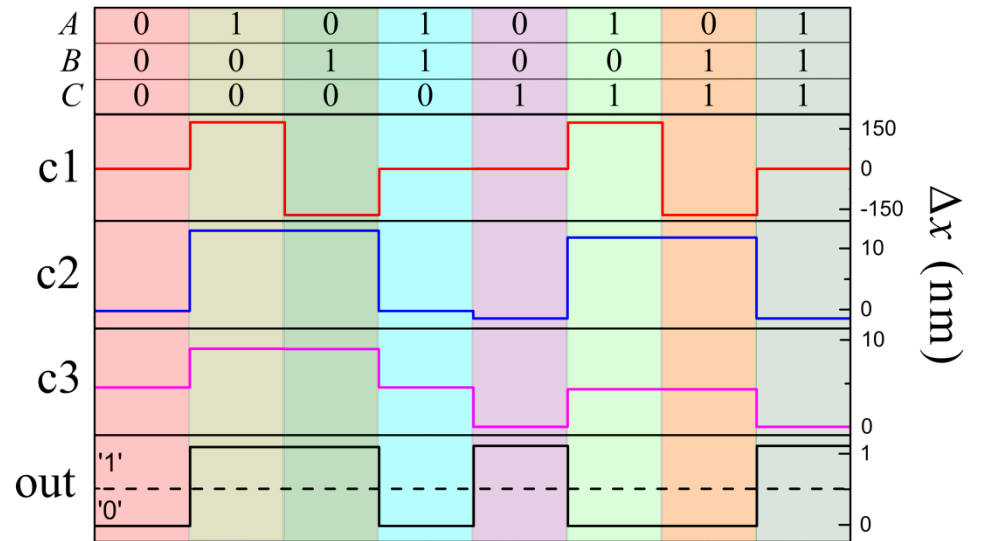 A 0 1 0 1 0 1 0 1
B 0 0 1 1 0 0 1 1
C 0 0 0 0 1 1 1 1
c1 150
0
-150
c2 10
0
c3 10
0
out '1' 1
'0' 0
Δx (nm)